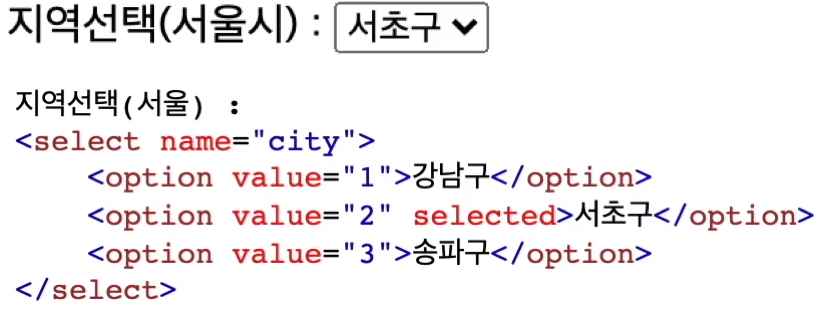 지역선택(서울시) : 서초구
지역선택(서울) :
<select name="city">
    <option value="1">강남구</option>
    <option value="2" selected>서초구</option>
    <option value="3">송파구</option>
</select>